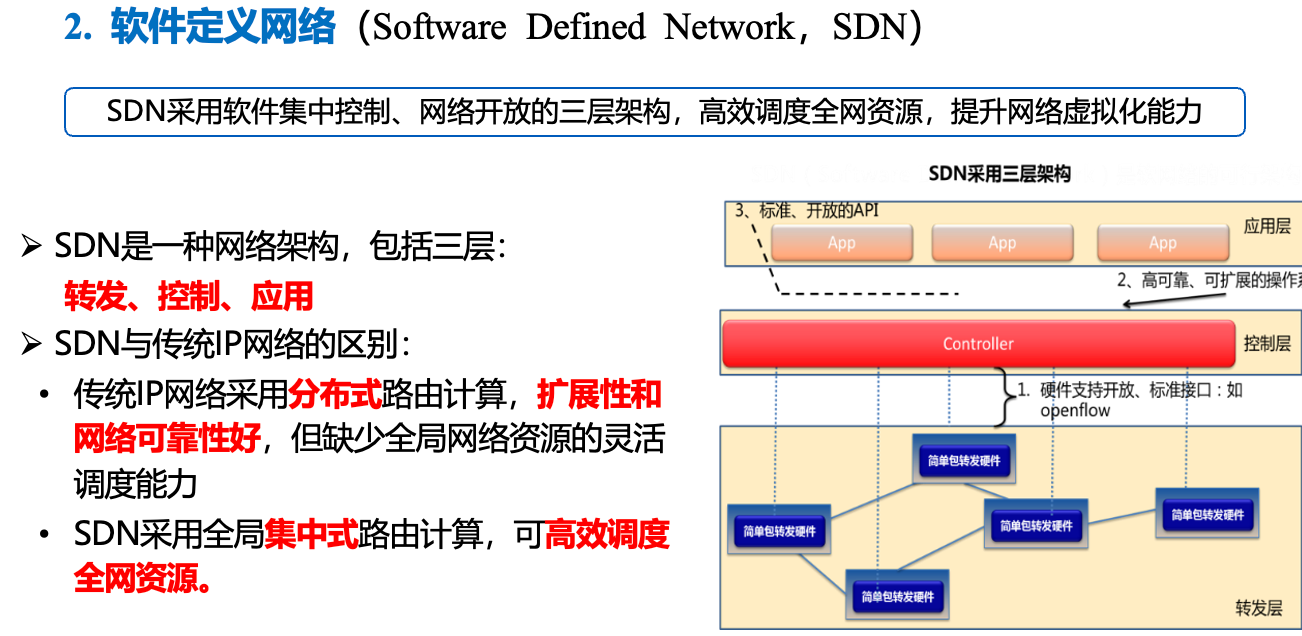 2. 软件定义网络（Software Defined Network，SDN）
SDN采用软件集中控制、网络开放的三层架构，高效调度全网资源，提升网络虚拟化能力
➢ SDN是一种网络架构，包括三层：
转发、控制、应用
➢ SDN与传统IP网络的区别：
• 传统IP网络采用分布式路由计算，扩展性和
网络可靠性好，但缺少全局网络资源的灵活
调度能力
• SDN采用全局集中式路由计算，可高效调度
全网资源。
SDN采用三层架构
3、标准、开放的API
App
App
App
应用层
2、高可靠、可扩展的操作
Controller
控制层
1. 硬件支持开放、标准接口：如
openflow
简单包转发硬件
简单包转发硬件
简单包转发硬件
简单包转发硬件
简单包转发硬件
转发层